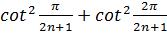 cot² π/(2n+1) + cot² 2π/(2n+1)